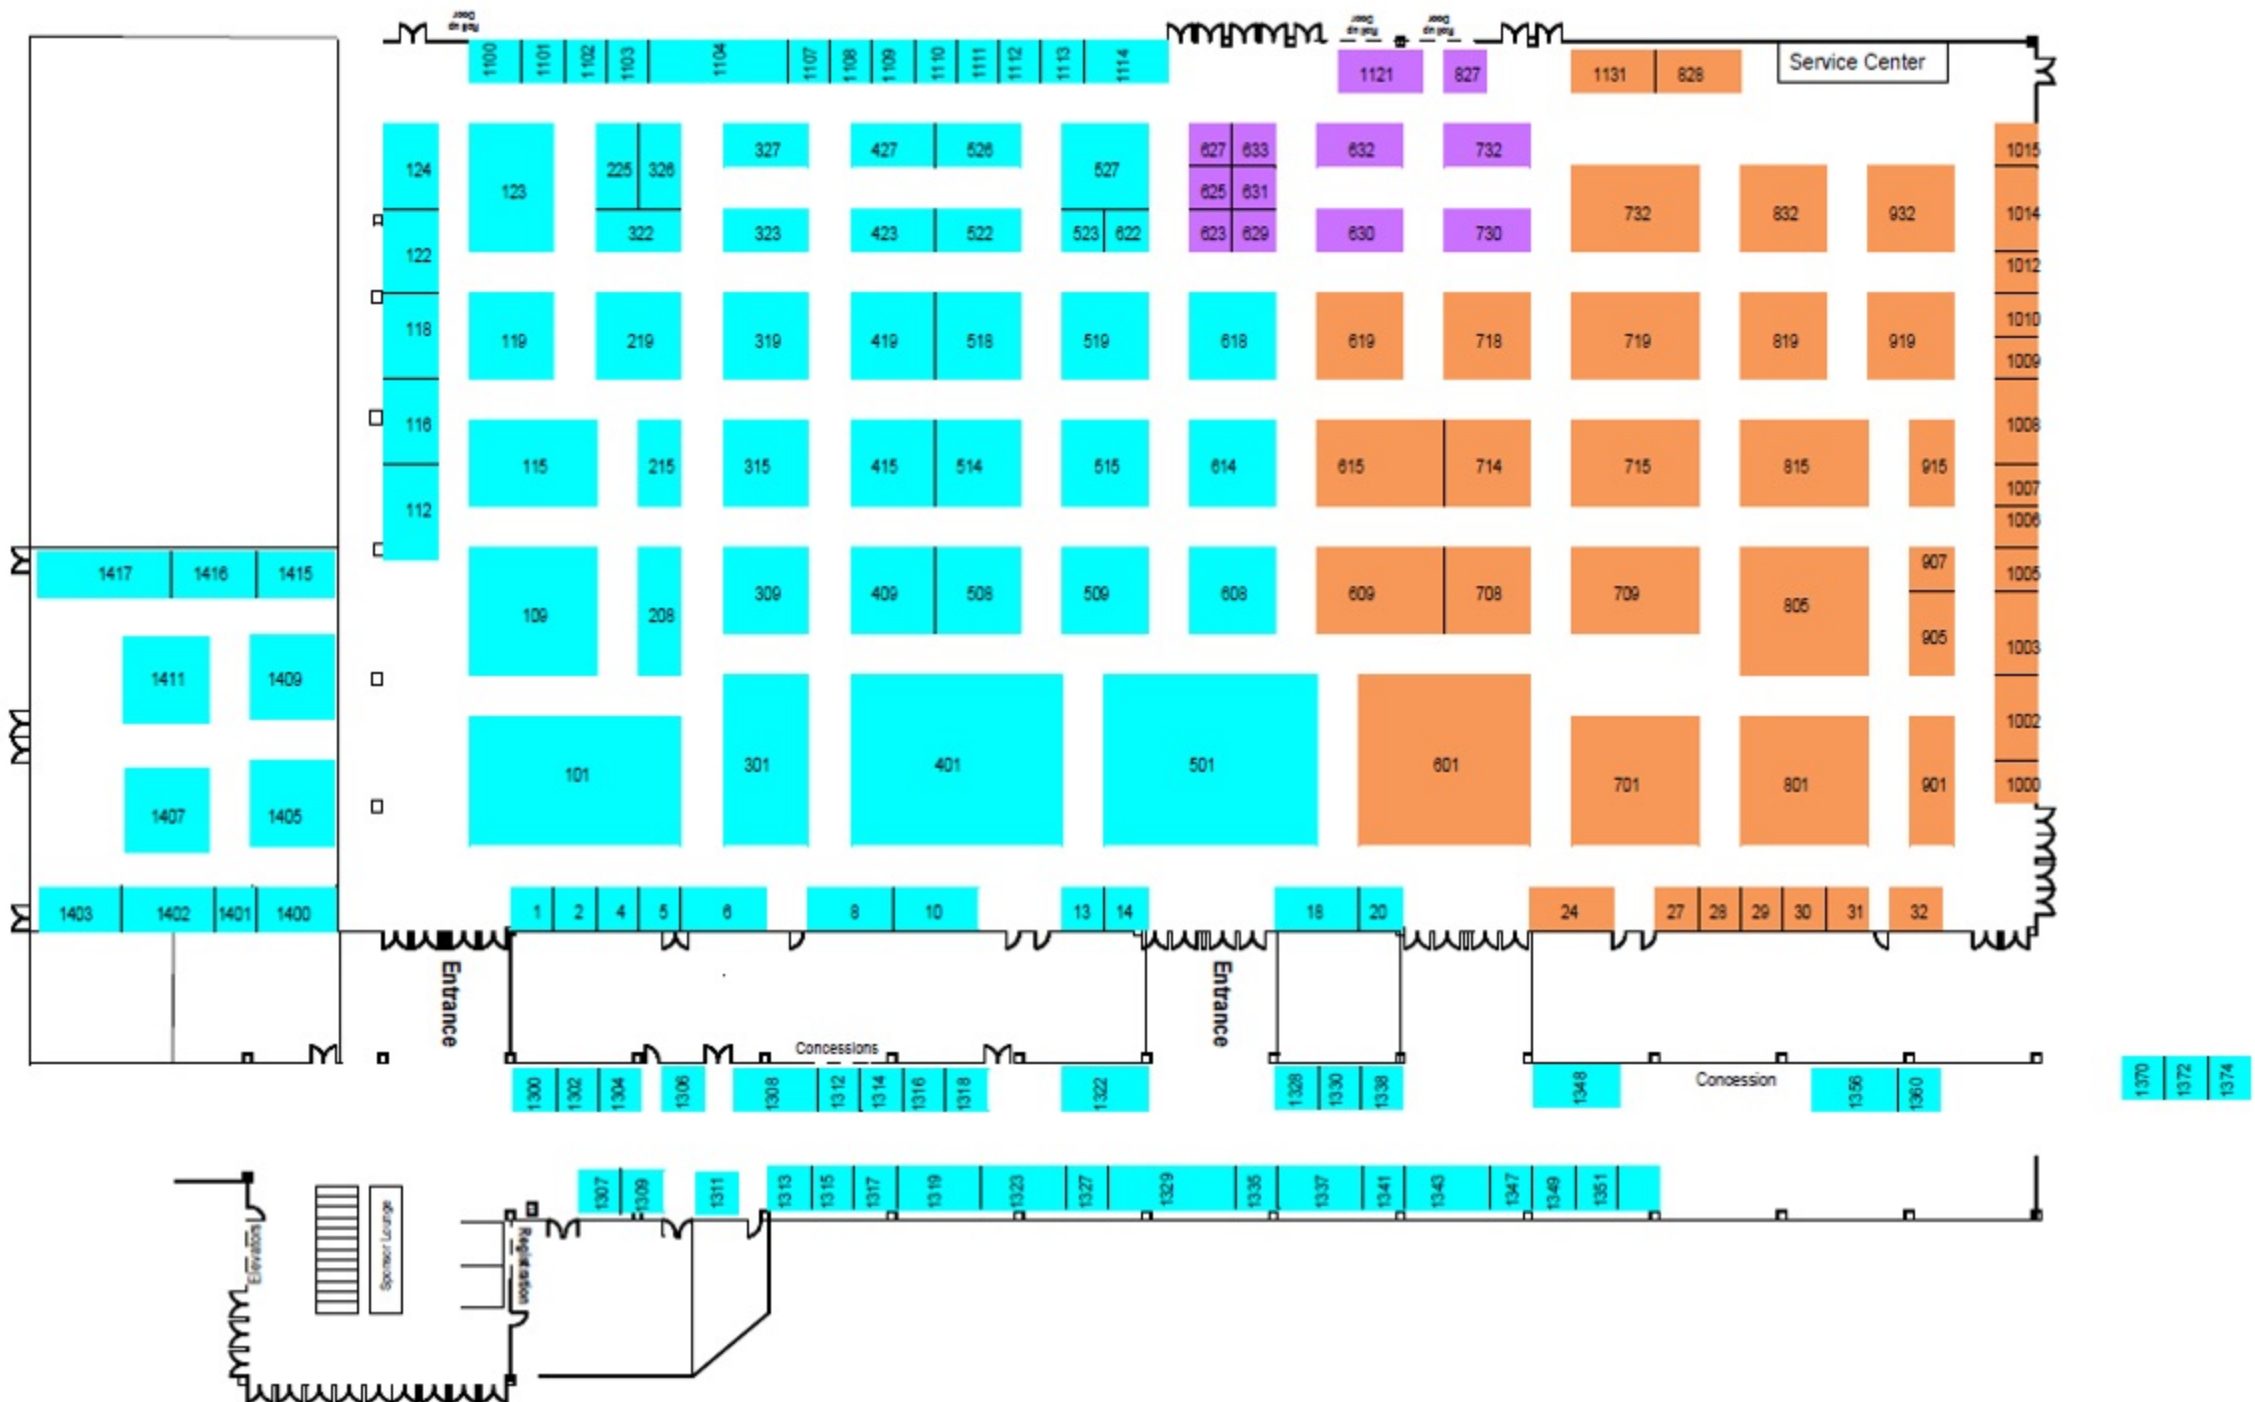 Roll up Door
Roll up Door
Roll up Door
1100 1101 1102 1103 1104 1107 1108 1109 1110 1111 1112 1113 1114
1121 827 1131 828
Service Center
124 123 225 326 327 427 526 527 627 633 632 732 1015
625 631
732 832 932 1014
322 323 423 522 523 622 623 629 630 730
122 1012
118 119 219 319 419 518 519 618 619 718 719 819 919 1010
1009
116 1008
115 215 315 415 514 515 614 615 714 715 815 915
1007
112 1006
1417 1416 1415 907 1005
109 208 309 409 508 509 608 609 708 709 805
905 1003
1411 1409
1002
101 301 401 501 601 701 801 901 1000
1407 1405
1403 1402 1401 1400 1 2 4 5 6 8 10 13 14 18 20 24 27 28 29 30 31 32
Entrance
Entrance
Concessions
1300 1302 1304 1306 1308 1312 1314 1316 1318 1322 1328 1330 1338 1348
Concession
1356 1360 1370 1372 1374
1307 1309 1311 1313 1315 1317 1319 1323 1327 1329 1335 1337 1341 1343 1347 1349 1351
Elevators
Sponsor Lounge
Registration